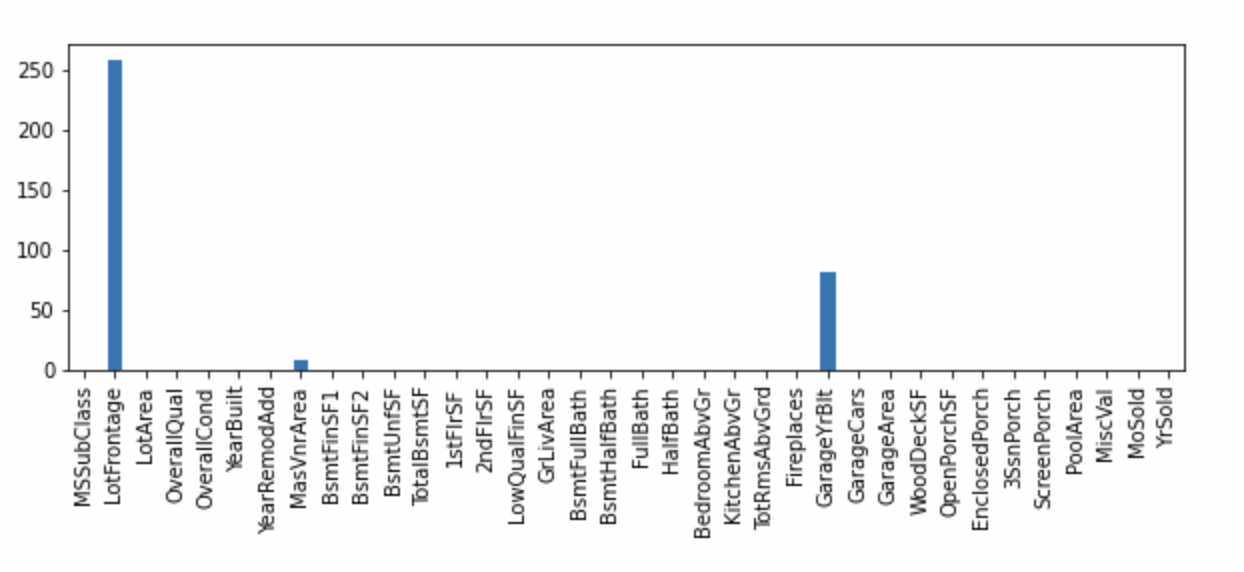 250
200
150
100
50
0
MSSubClass
LotFrontage
LotArea
OverallQual
OverallCond
YearBuilt
YearRemodAdd
MasVnrArea
BsmtFinSF1
BsmtFinSF2
BsmtUnfSF
TotalBsmtSF
1stFlrSF
2ndFlrSF
LowQualFinSF
GrLivArea
BsmtFullBath
BsmtHalfBath
FullBath
HalfBath
BedroomAbvGr
KitchenAbvGr
TotRmsAbvGrd
Fireplaces
GarageYrBlt
GarageCars
GarageArea
WoodDeckSF
OpenPorchSF
EnclosedPorch
3SsnPorch
ScreenPorch
PoolArea
MiscVal
MoSold
YrSold